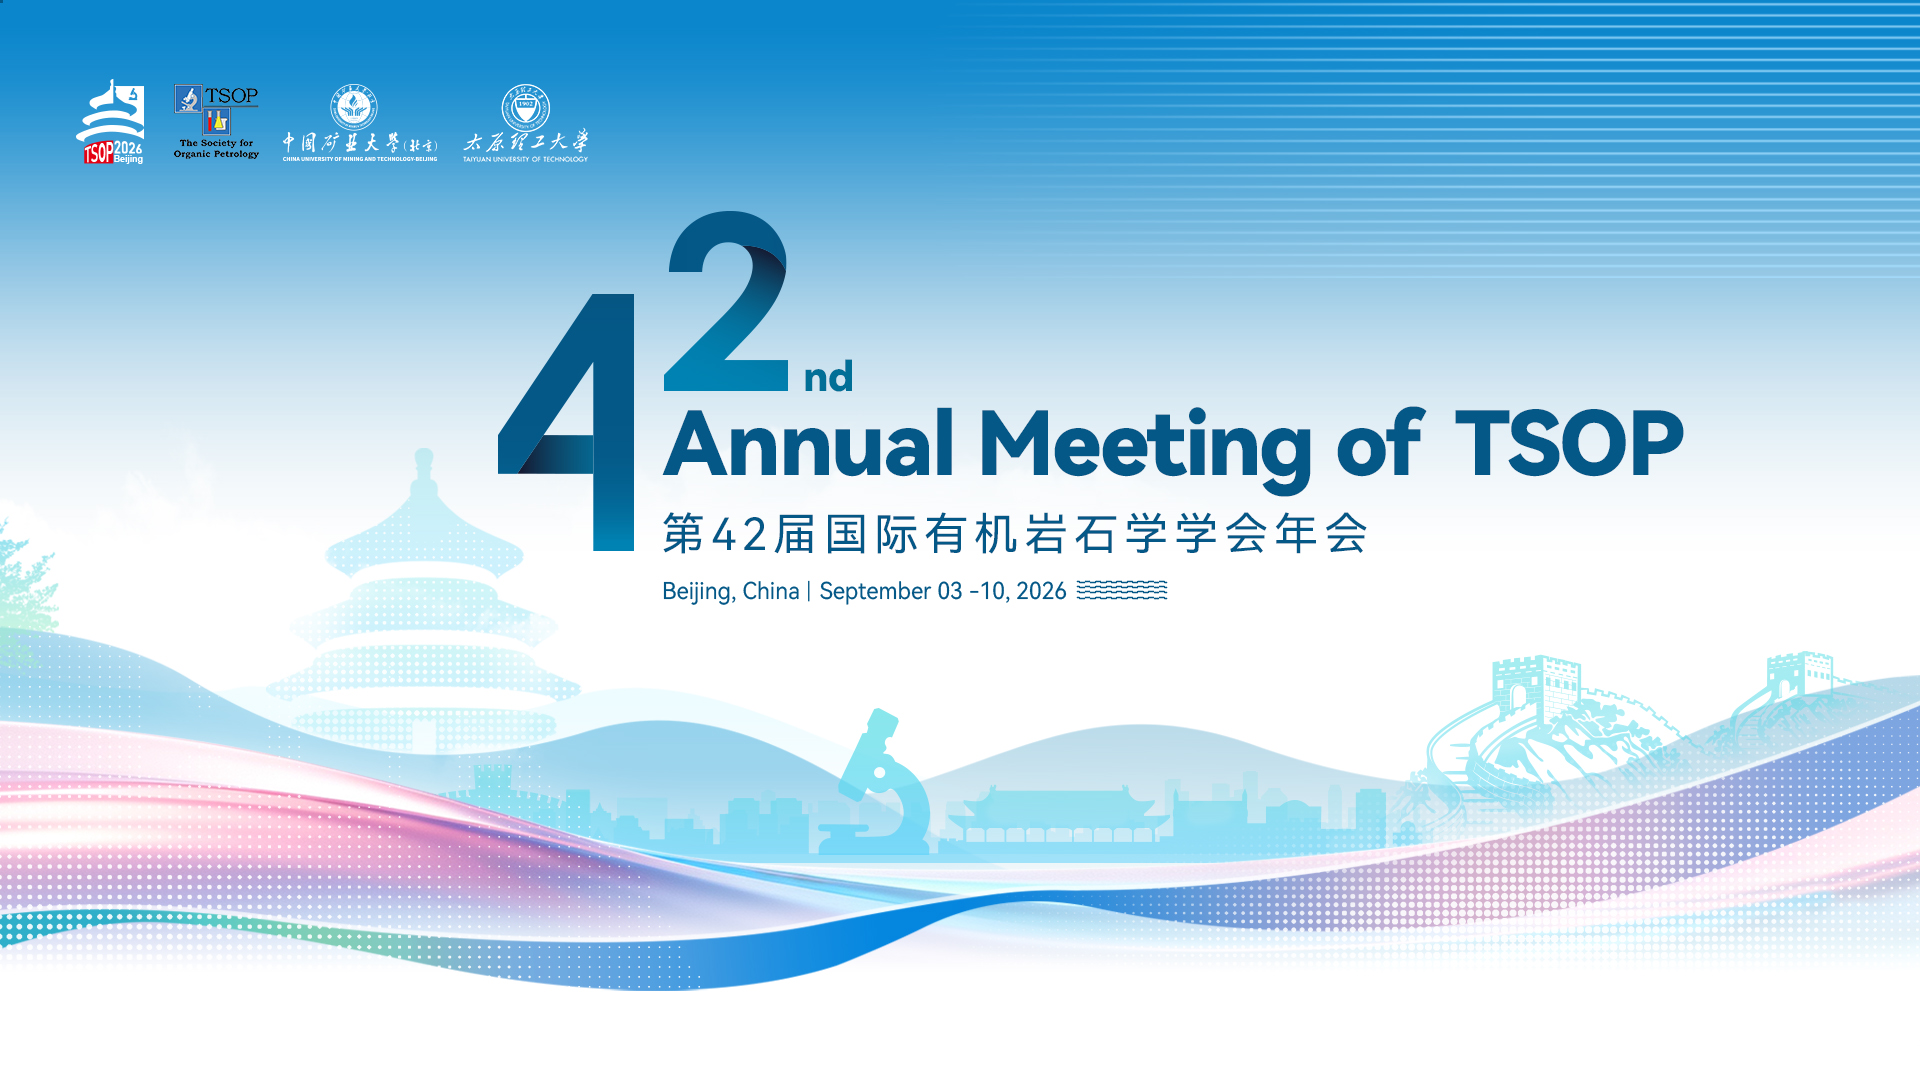 TSOP2026
Beijing
TSOP
The Society for
Organic Petrology
中国矿业大学(北京)
CHINA UNIVERSITY OF MINING AND TECHNOLOGY-BEIJING
1902
太原理工大学
TAIYUAN UNIVERSITY OF TECHNOLOGY
42nd
Annual Meeting of TSOP
第42届国际有机岩石学学会年会
Beijing, China | September 03 -10, 2026